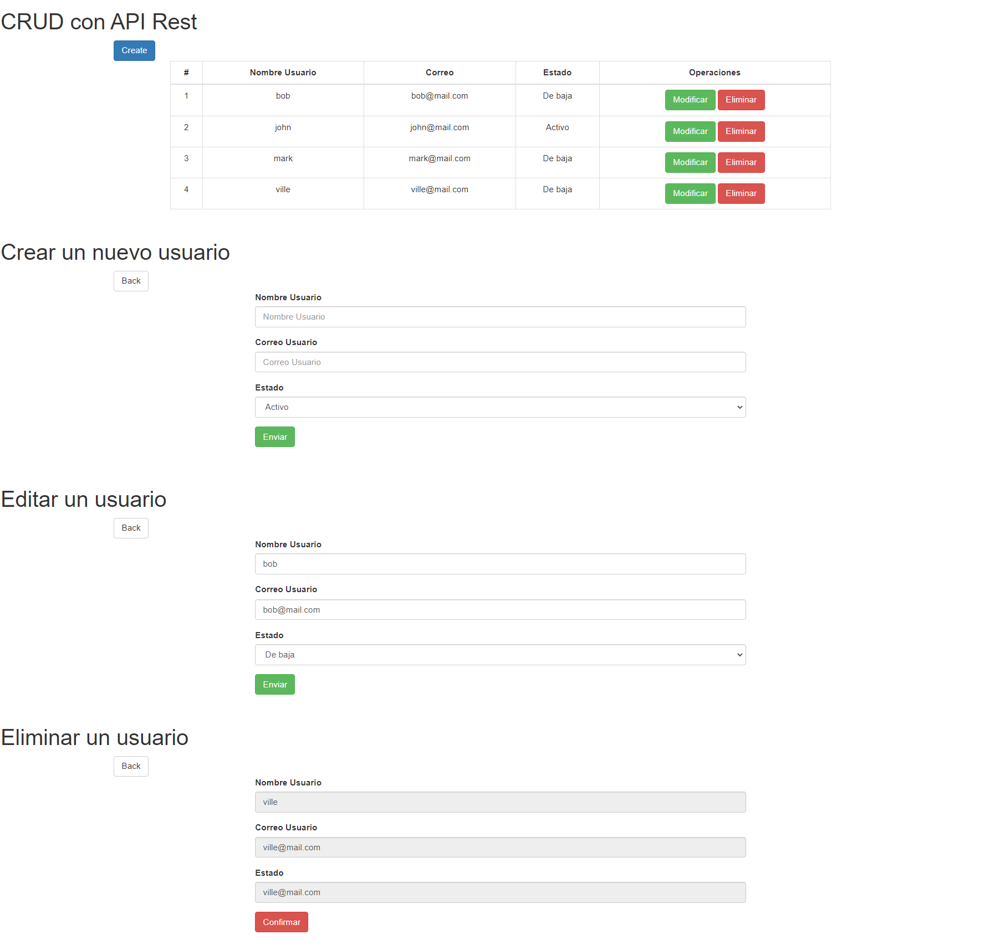 CRUD con API Rest
Create
# Nombre Usuario Correo Estado Operaciones
1 bob bob@mail.com De baja Modificar Eliminar
2 john john@mail.com Activo Modificar Eliminar
3 mark mark@mail.com De baja Modificar Eliminar
4 ville ville@mail.com De baja Modificar Eliminar
Crear un nuevo usuario
Back
Nombre Usuario
Nombre Usuario
Correo Usuario
Correo Usuario
Estado
Activo
Enviar
Editar un usuario
Back
Nombre Usuario
bob
Correo Usuario
bob@mail.com
Estado
De baja
Enviar
Eliminar un usuario
Back
Nombre Usuario
ville
Correo Usuario
ville@mail.com
Estado
ville@mail.com
Confirmar